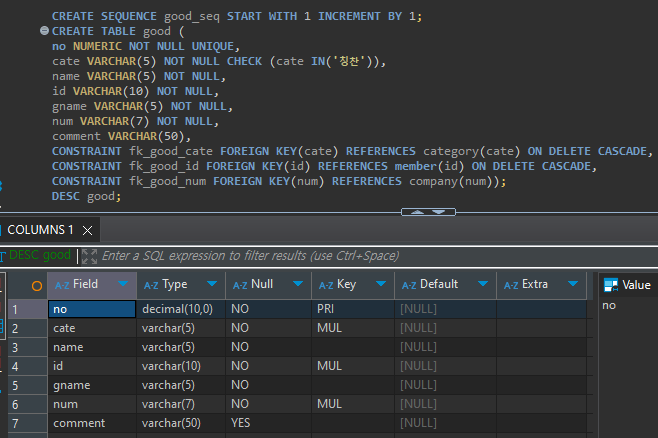 CREATE SEQUENCE good_seq START WITH 1 INCREMENT BY 1;
CREATE TABLE good (
no NUMERIC NOT NULL UNIQUE,
cate VARCHAR(5) NOT NULL CHECK (cate IN('칭찬')),
name VARCHAR(5) NOT NULL,
id VARCHAR(10) NOT NULL,
gname VARCHAR(5) NOT NULL,
num VARCHAR(7) NOT NULL,
comment VARCHAR(50),
CONSTRAINT fk_good_cate FOREIGN KEY(cate) REFERENCES category(cate) ON DELETE CASCADE,
CONSTRAINT fk_good_id FOREIGN KEY(id) REFERENCES member(id) ON DELETE CASCADE,
CONSTRAINT fk_good_num FOREIGN KEY(num) REFERENCES company(num));
DESC good;
COLUMNS 1
DESC good Enter a SQL expression to filter results (use Ctrl+Space)
A-Z Field A-Z Type A-Z Null A-Z Key A-Z Default A-Z Extra Value
1 no decimal(10,0) NO PRI [NULL] no
2 cate varchar(5) NO MUL [NULL]
3 name varchar(5) NO [NULL]
4 id varchar(10) NO MUL [NULL]
5 gname varchar(5) NO [NULL]
6 num varchar(7) NO MUL [NULL]
7 comment varchar(50) YES [NULL]